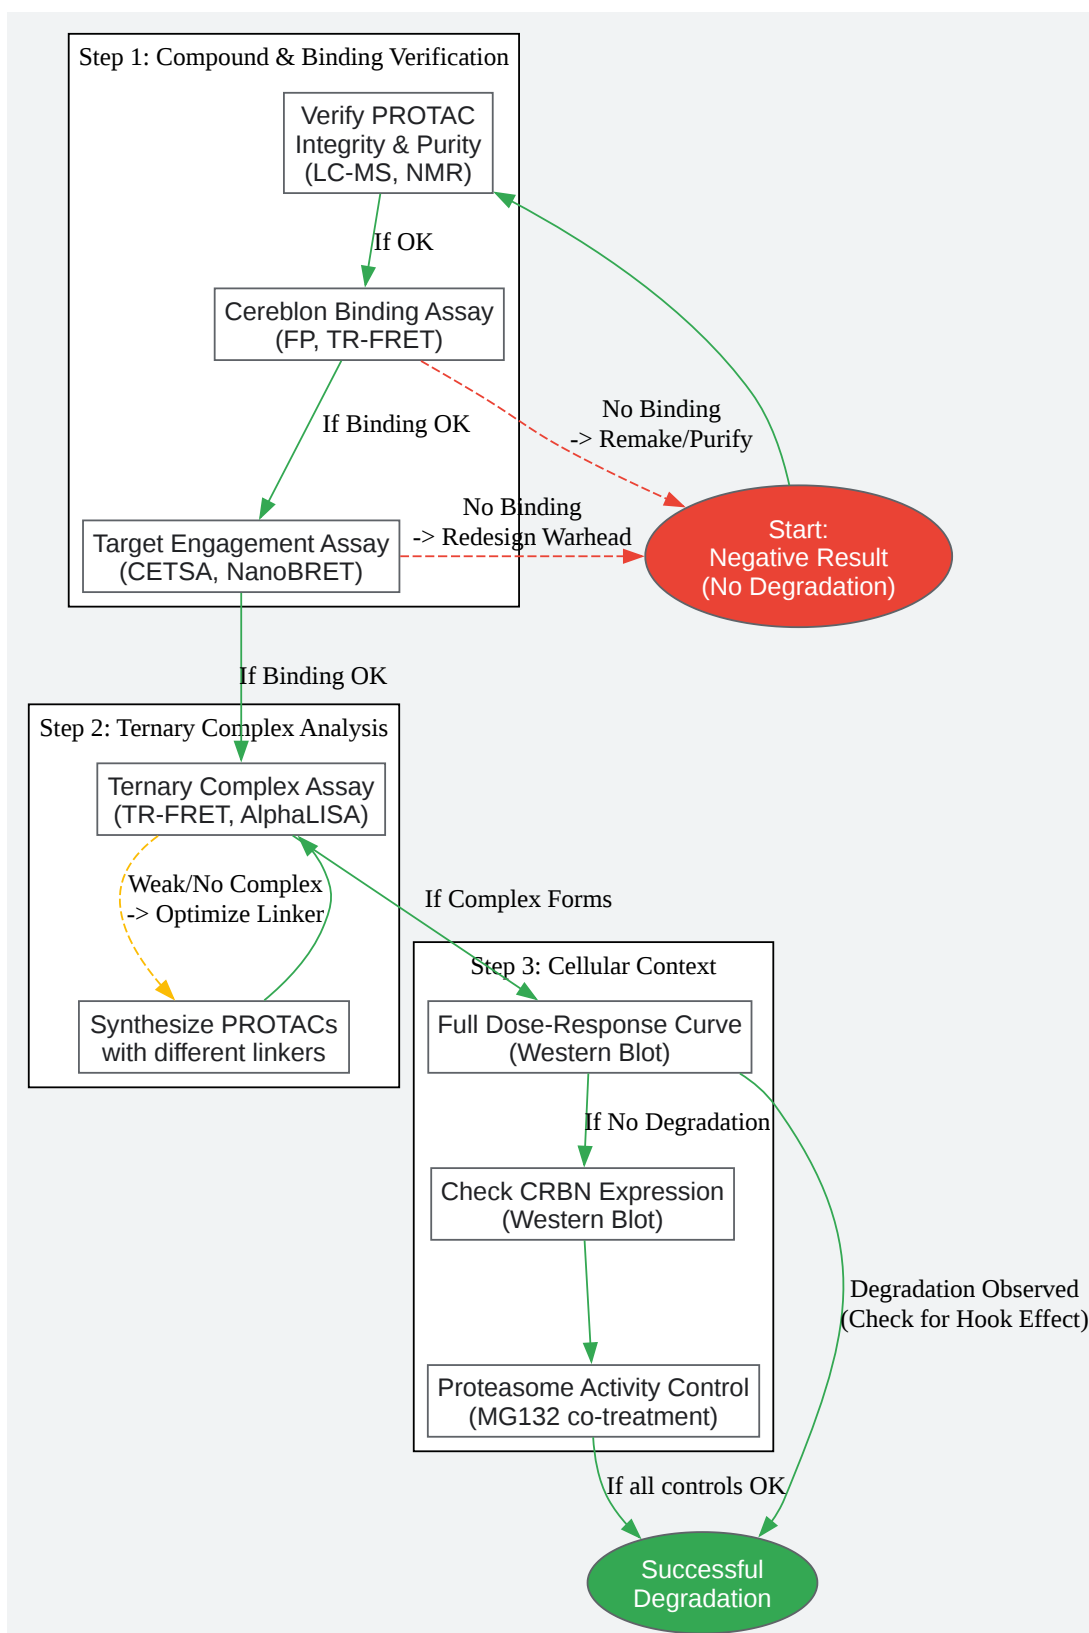 Step 1: Compound & Binding Verification
Verify PROTAC
Integrity & Purity
(LC-MS, NMR)
If OK
Cereblon Binding Assay
(FP, TR-FRET)
If Binding OK
No Binding
-> Remake/Purify
No Binding
-> Redesign Warhead
Target Engagement Assay
(CETSA, NanoBRET)
Start:
Negative Result
(No Degradation)
If Binding OK
Step 2: Ternary Complex Analysis
Ternary Complex Assay
(TR-FRET, AlphaLISA)
Weak/No Complex
-> Optimize Linker
If Complex Forms
Synthesize PROTACs
with different linkers
Step 3: Cellular Context
Full Dose-Response Curve
(Western Blot)
If No Degradation
Check CRBN Expression
(Western Blot)
Degradation Observed
(Check for Hook Effect)
Proteasome Activity Control
(MG132 co-treatment)
If all controls OK
Successful
Degradation